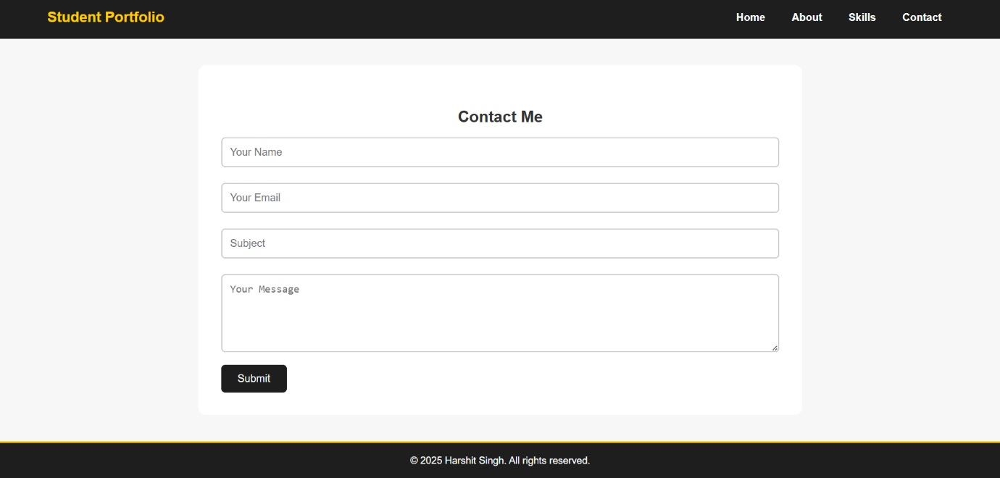 Student Portfolio
Home About Skills Contact
Contact Me
Your Name
Your Email
Subject
Your Message
Submit
© 2025 Harshit Singh. All rights reserved.